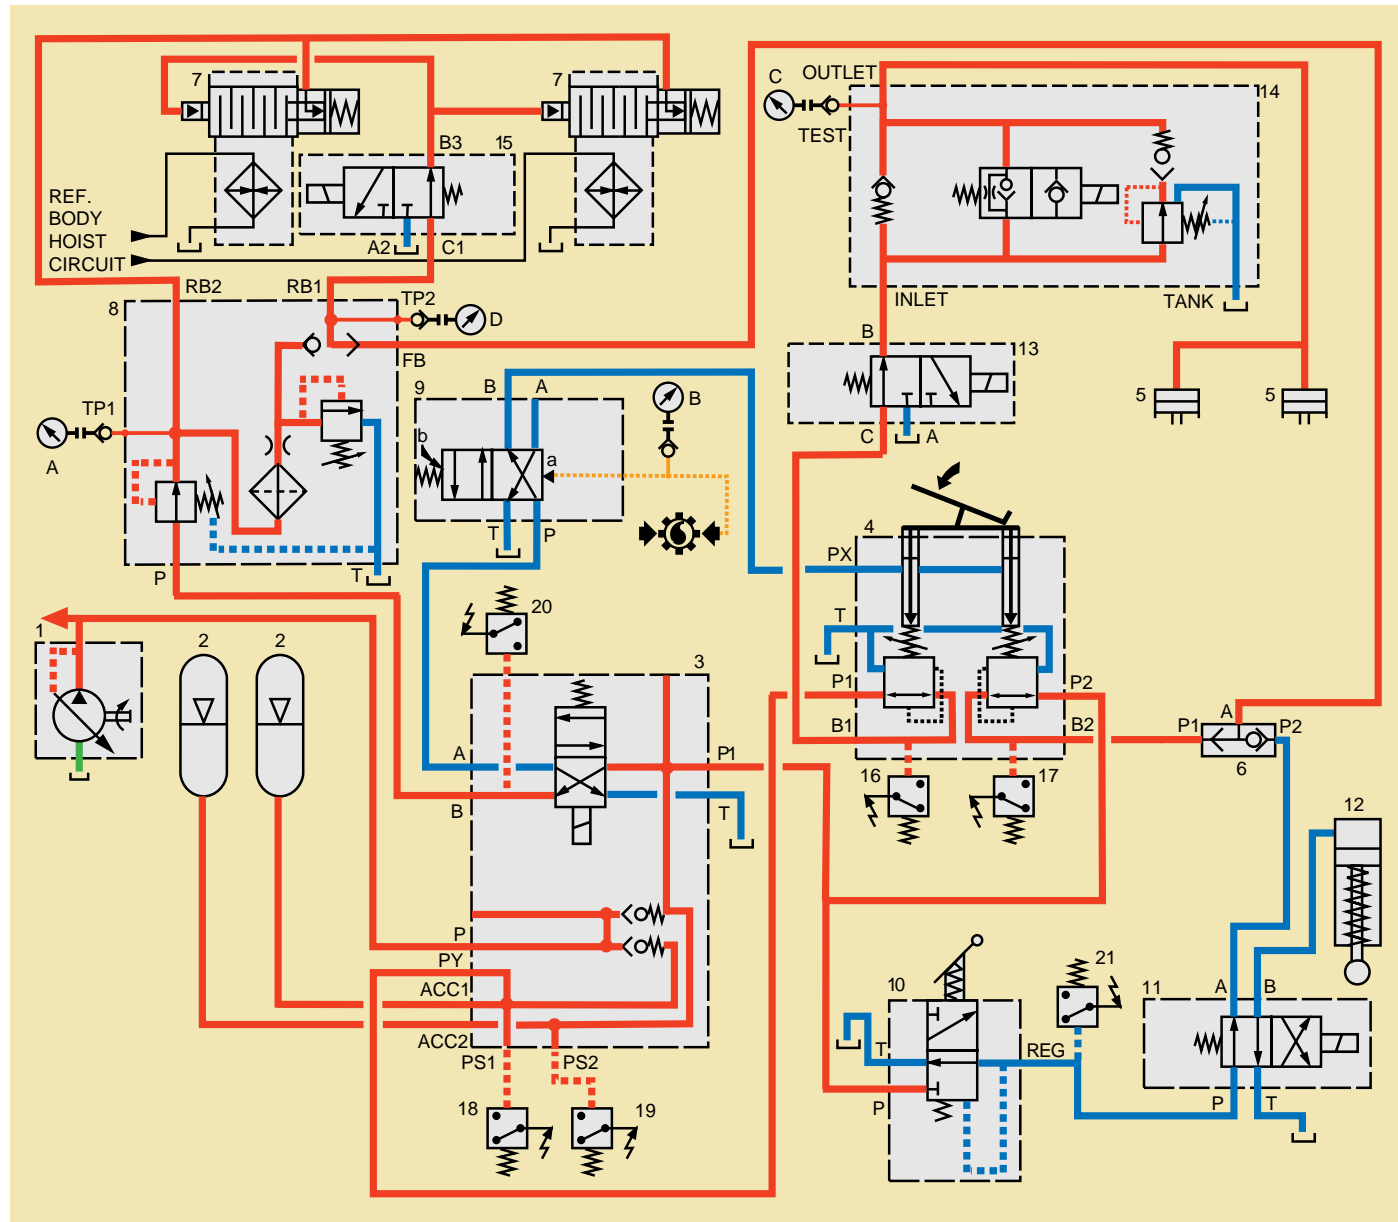 C
OUTLET
14
TEST
7
7
B3
15
REF.
BODY
HOIST
CIRCUIT
A2
C1
RB2
RB1
TP2
INLET
TANK
8
D
B
13
FB
B
A
9
B
5
5
TP1
A
b
a
C
A
T
P
4
PX
P
T
20
T
1
2
2
3
P1
P2
A
P1
P2
B1
B2
A
P1
6
B
T
16
17
12
P
PY
21
ACC1
10
A
B
11
ACC2
PS1
PS2
T
REG
18
19
P
P
T